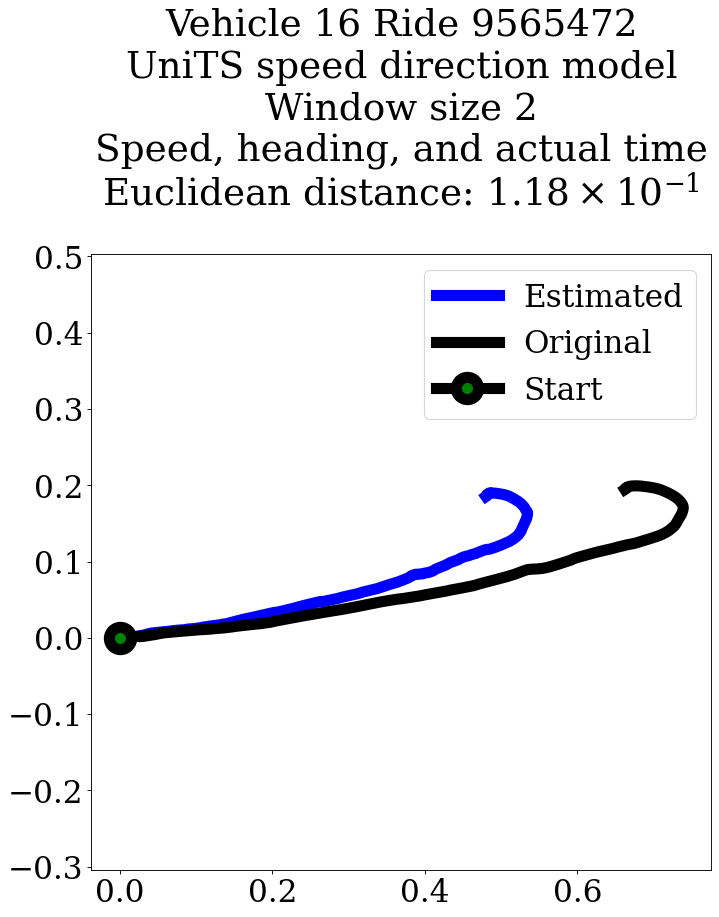 Vehicle 16 Ride 9565472
UniTS speed direction model
Window size 2
Speed, heading, and actual time
Euclidean distance: 1.18 × 10⁻¹
Estimated
Original
Start
0.5
0.4
0.3
0.2
0.1
0.0
−0.1
−0.2
−0.3
0.0 0.2 0.4 0.6